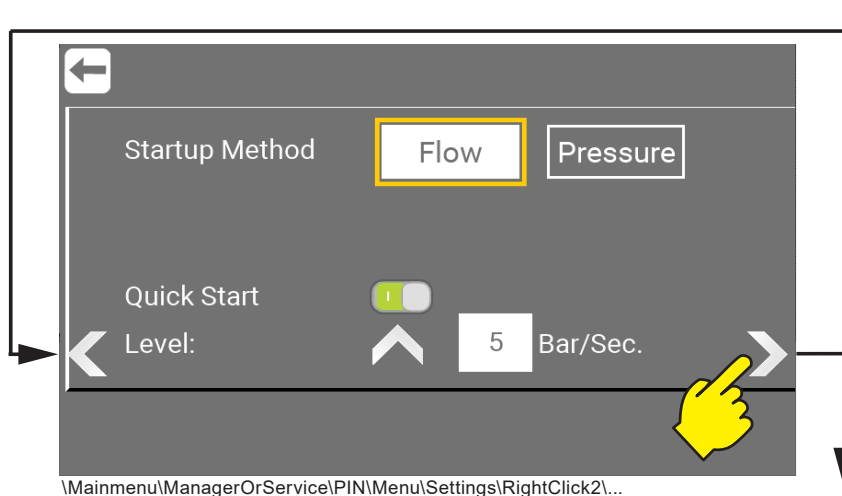 Startup Method Flow Pressure
Quick Start I
Level: 5 Bar/Sec.
\Mainmenu\ManagerOrService\PIN\Menu\Settings\RightClick2\...